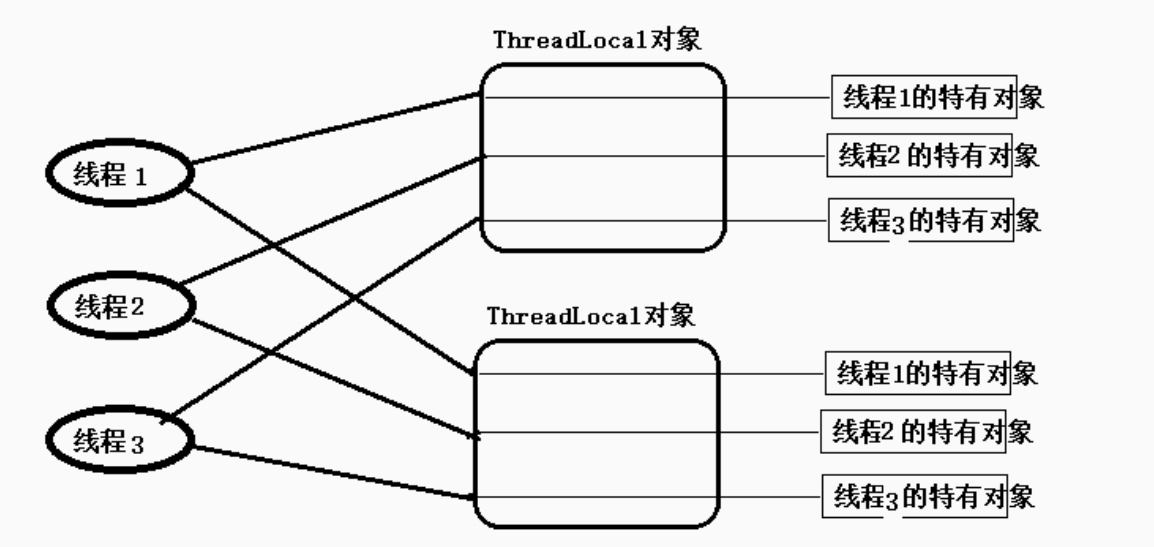 ThreadLocal对象
线程1的特有对象
线程2 的特有对象
线程3的特有对象
线程 1
线程2
线程3
ThreadLocal对象
线程1的特有对象
线程2 的特有对象
线程3的特有对象